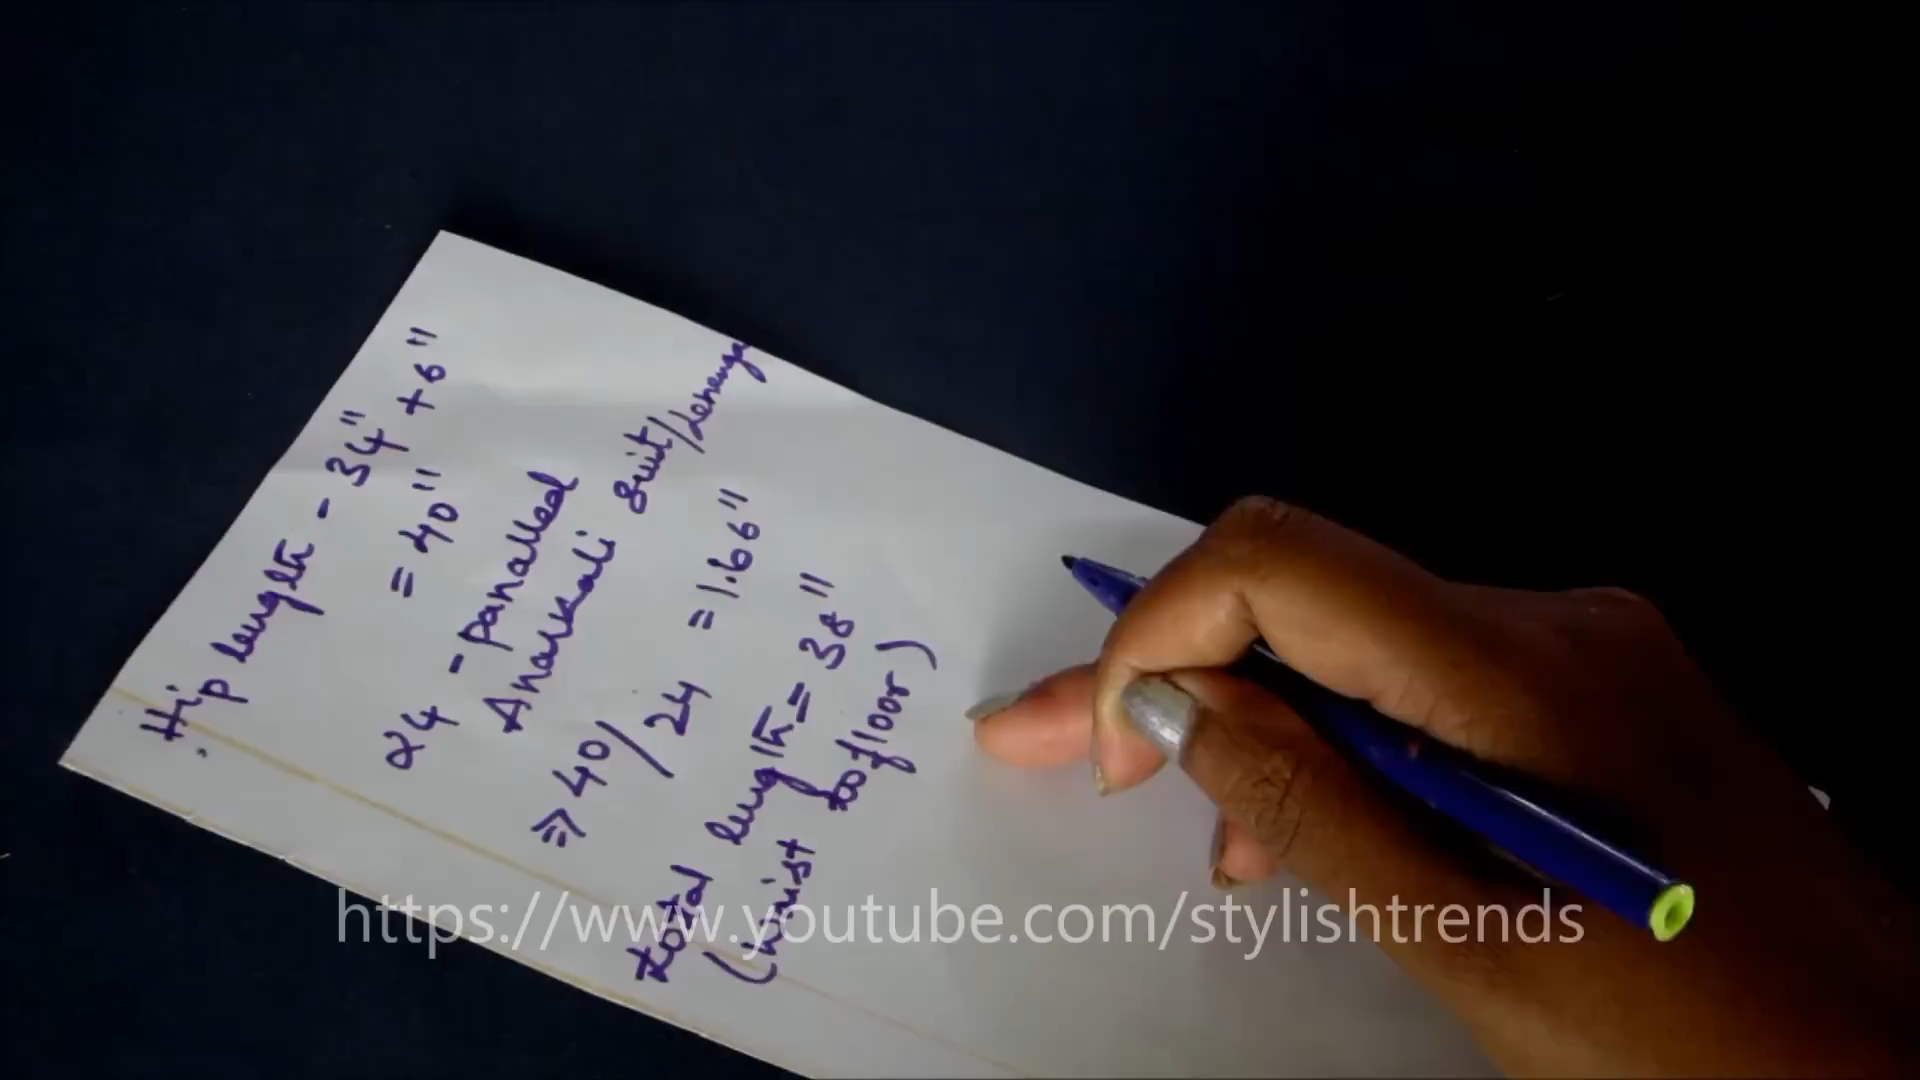 Hip length - 34" + 6"
= 40"
24 - Panalled
Anarkali Suit/Lehenga
=> 40/24 = 1.66"
total length = 38"
(waist to floor)
https://www.youtube.com/stylishtrends